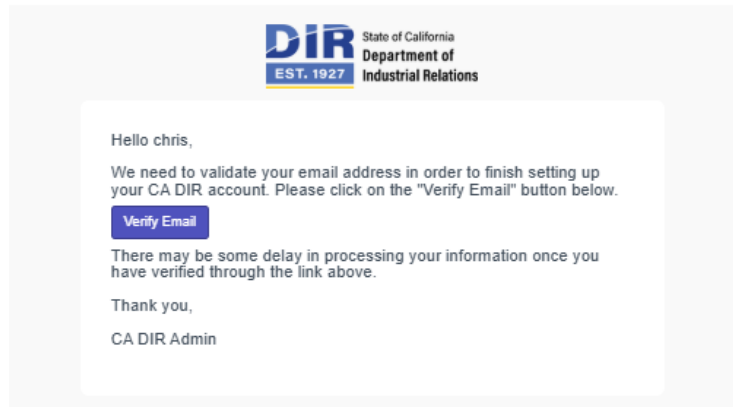 DIR
EST. 1927
State of California
Department of
Industrial Relations
Hello chris,
We need to validate your email address in order to finish setting up
your CA DIR account. Please click on the "Verify Email" button below.
Verify Email
There may be some delay in processing your information once you
have verified through the link above.
Thank you,
CA DIR Admin